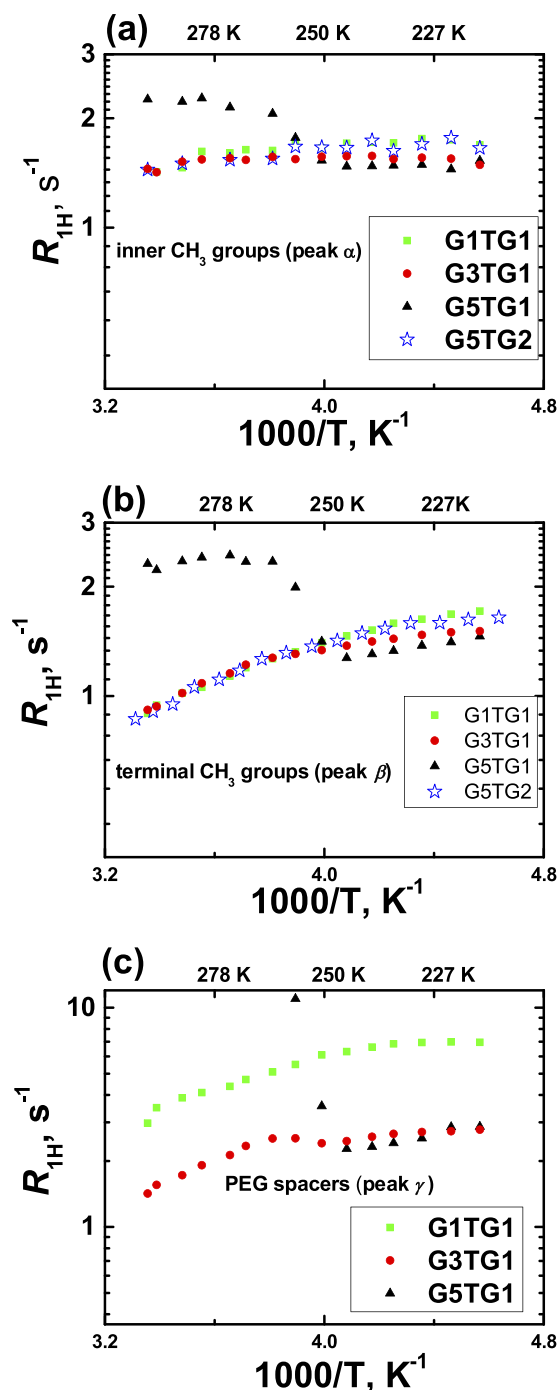 (a)
278 K 250 K 227 K
3
2
1
R1H, s-1
inner CH3 groups (peak α)
G1TG1
G3TG1
G5TG1
G5TG2
3.2 4.0 4.8
1000/T, K-1
(b)
278 K 250 K 227K
3
2
1
R1H, s-1
terminal CH3 groups (peak β)
G1TG1
G3TG1
G5TG1
G5TG2
3.2 4.0 4.8
1000/T, K-1
(c)
278 K 250 K 227 K
10
1
R1H, s-1
PEG spacers (peak γ)
G1TG1
G3TG1
G5TG1
3.2 4.0 4.8
1000/T, K-1